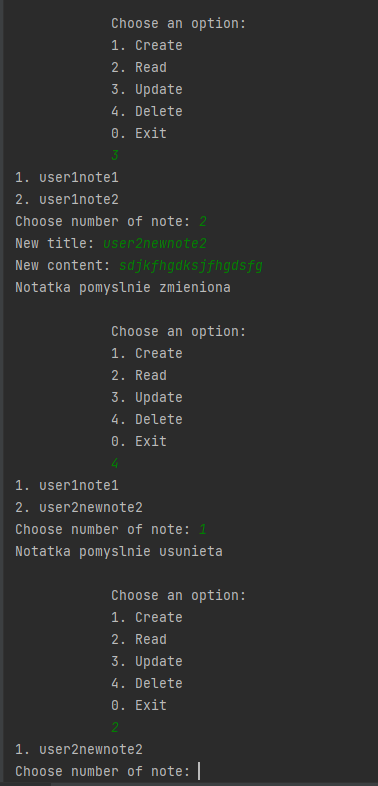 Choose an option:
1. Create
2. Read
3. Update
4. Delete
0. Exit
3
1. user1note1
2. user1note2
Choose number of note: 2
New title: user2newnote2
New content: sdjkfhgdksjfhgdsfg
Notatka pomyslnie zmieniona
Choose an option:
1. Create
2. Read
3. Update
4. Delete
0. Exit
4
1. user1note1
2. user2newnote2
Choose number of note: 1
Notatka pomyslnie usunieta
Choose an option:
1. Create
2. Read
3. Update
4. Delete
0. Exit
2
1. user2newnote2
Choose number of note: